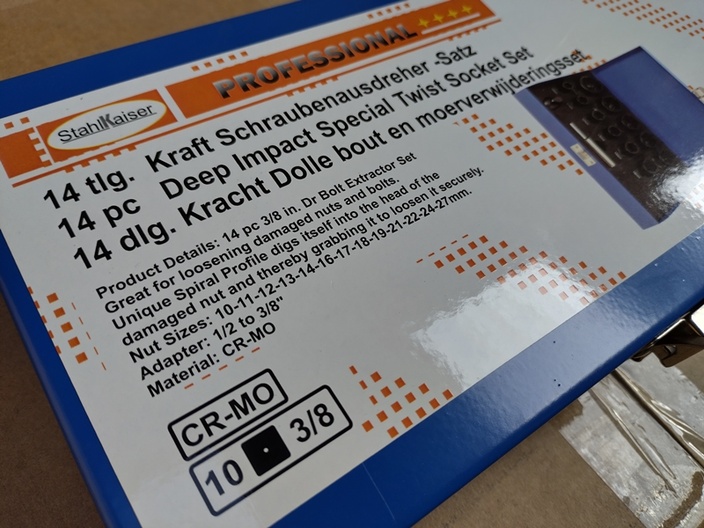 PROFESSIONAL ++++
StahlKaiser
14 tlg. Kraft Schraubenausdreher -Satz
14 pc Deep Impact Special Twist Socket Set
14 dlg. Kracht Dolle bout en moerverwijderingsset
Product Details: 14 pc 3/8 in. Dr Bolt Extractor Set
Great for loosening damaged nuts and bolts.
Unique Spiral Profile digs itself into the head of the
damaged nut and thereby grabbing it to loosen it securely.
Nut Sizes: 10-11-12-13-14-16-17-18-19-21-22-24-27mm.
Adapter: 1/2 to 3/8"
Material: CR-MO
CR-MO
10 3/8